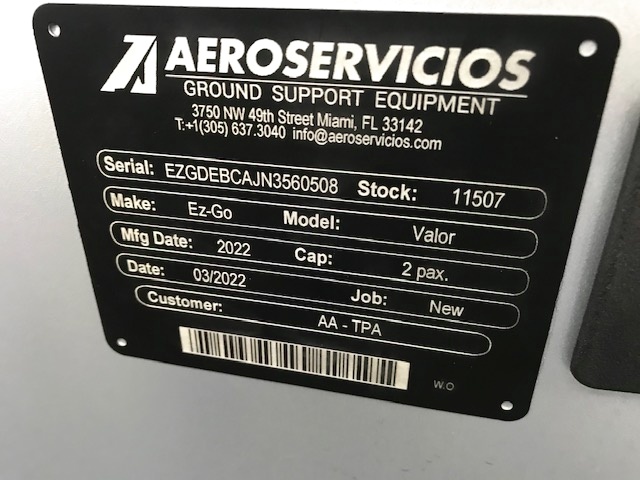 AEROSERVICIOS
GROUND SUPPORT EQUIPMENT
3750 NW 49th Street Miami, FL 33142
T:+1(305) 637.3040 info@aeroservicios.com
Serial: EZGDEBCAJN3560508 Stock: 11507
Make: Ez-Go Model: Valor
Mfg Date: 2022 Cap: 2 pax.
Date: 03/2022 Job: New
Customer: AA - TPA
W.O